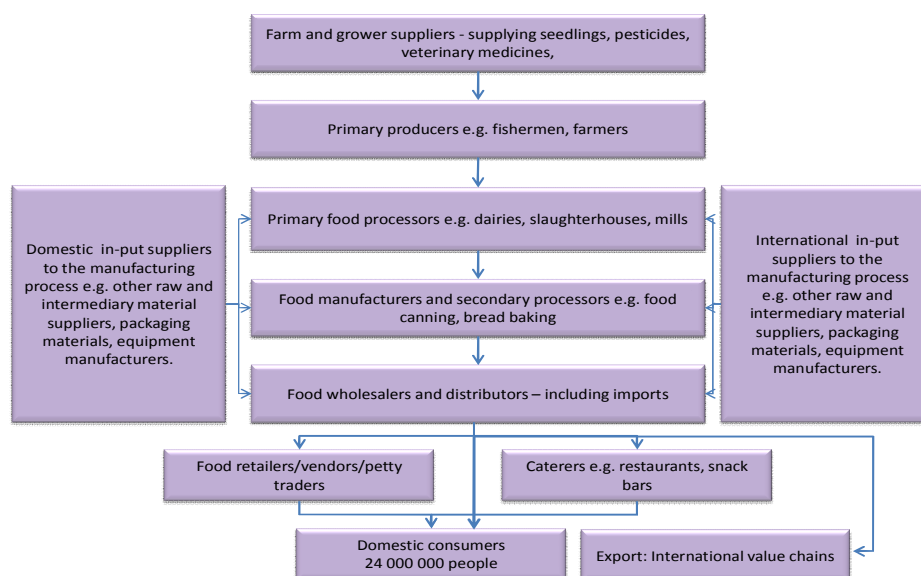 Farm and grower suppliers - supplying seedlings, pesticides,
veterinary medicines,
Primary producers e.g. fishermen, farmers
Primary food processors e.g. dairies, slaughterhouses, mills
Domestic in-put suppliers
to the manufacturing
process e.g. other raw and
intermediary material
suppliers, packaging
materials, equipment
manufacturers.
International in-put
suppliers to the
manufacturing process
e.g. other raw and
intermediary material
suppliers, packaging
materials, equipment
manufacturers.
Food manufacturers and secondary processors e.g. food
canning, bread baking
Food wholesalers and distributors – including imports
Food retailers/vendors/petty
traders
Caterers e.g. restaurants, snack
bars
Domestic consumers
24 000 000 people
Export: International value chains